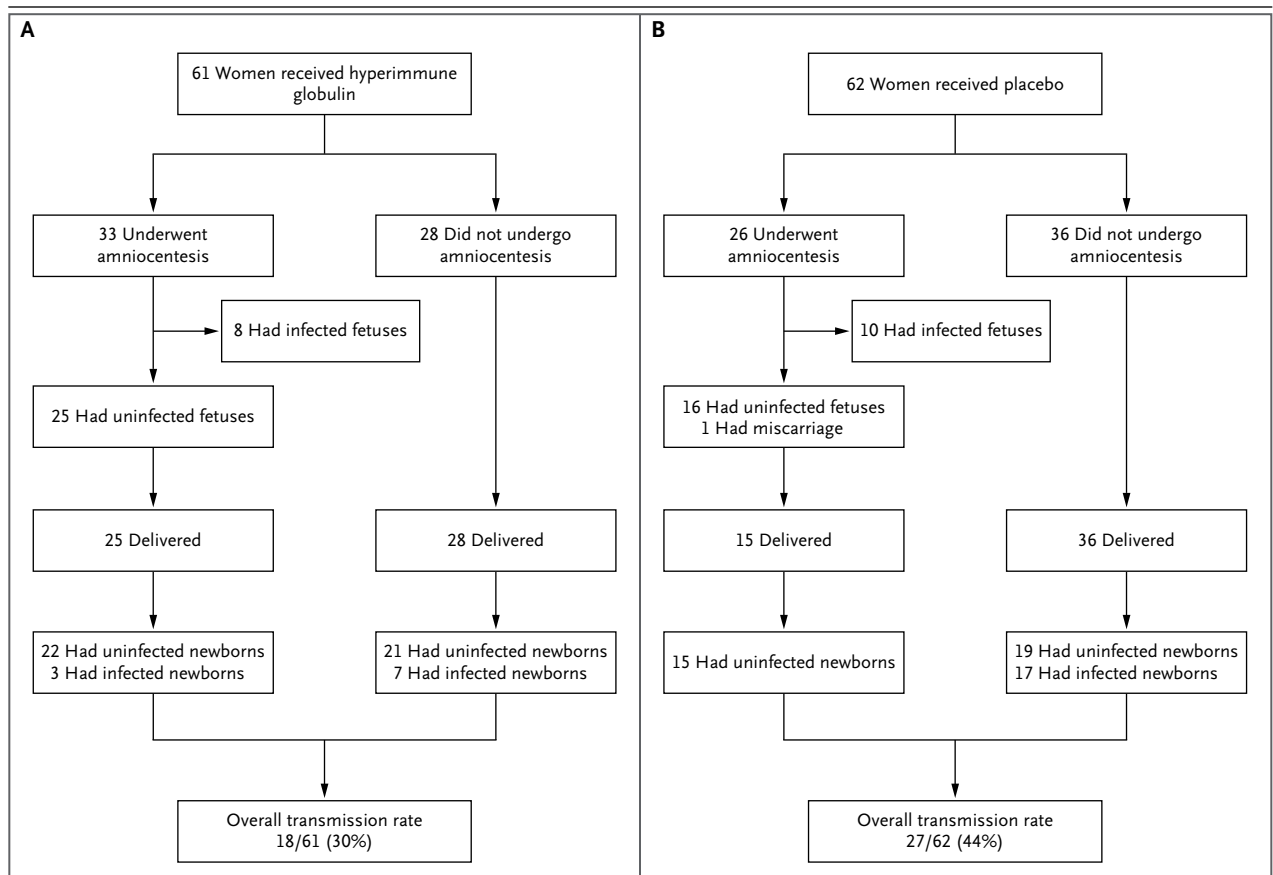 A
61 Women received hyperimmune
globulin
33 Underwent
amniocentesis
28 Did not undergo
amniocentesis
8 Had infected fetuses
25 Had uninfected fetuses
25 Delivered
28 Delivered
22 Had uninfected newborns
3 Had infected newborns
21 Had uninfected newborns
7 Had infected newborns
Overall transmission rate
18/61 (30%)
B
62 Women received placebo
26 Underwent
amniocentesis
36 Did not undergo
amniocentesis
10 Had infected fetuses
16 Had uninfected fetuses
1 Had miscarriage
15 Delivered
36 Delivered
15 Had uninfected newborns
19 Had uninfected newborns
17 Had infected newborns
Overall transmission rate
27/62 (44%)